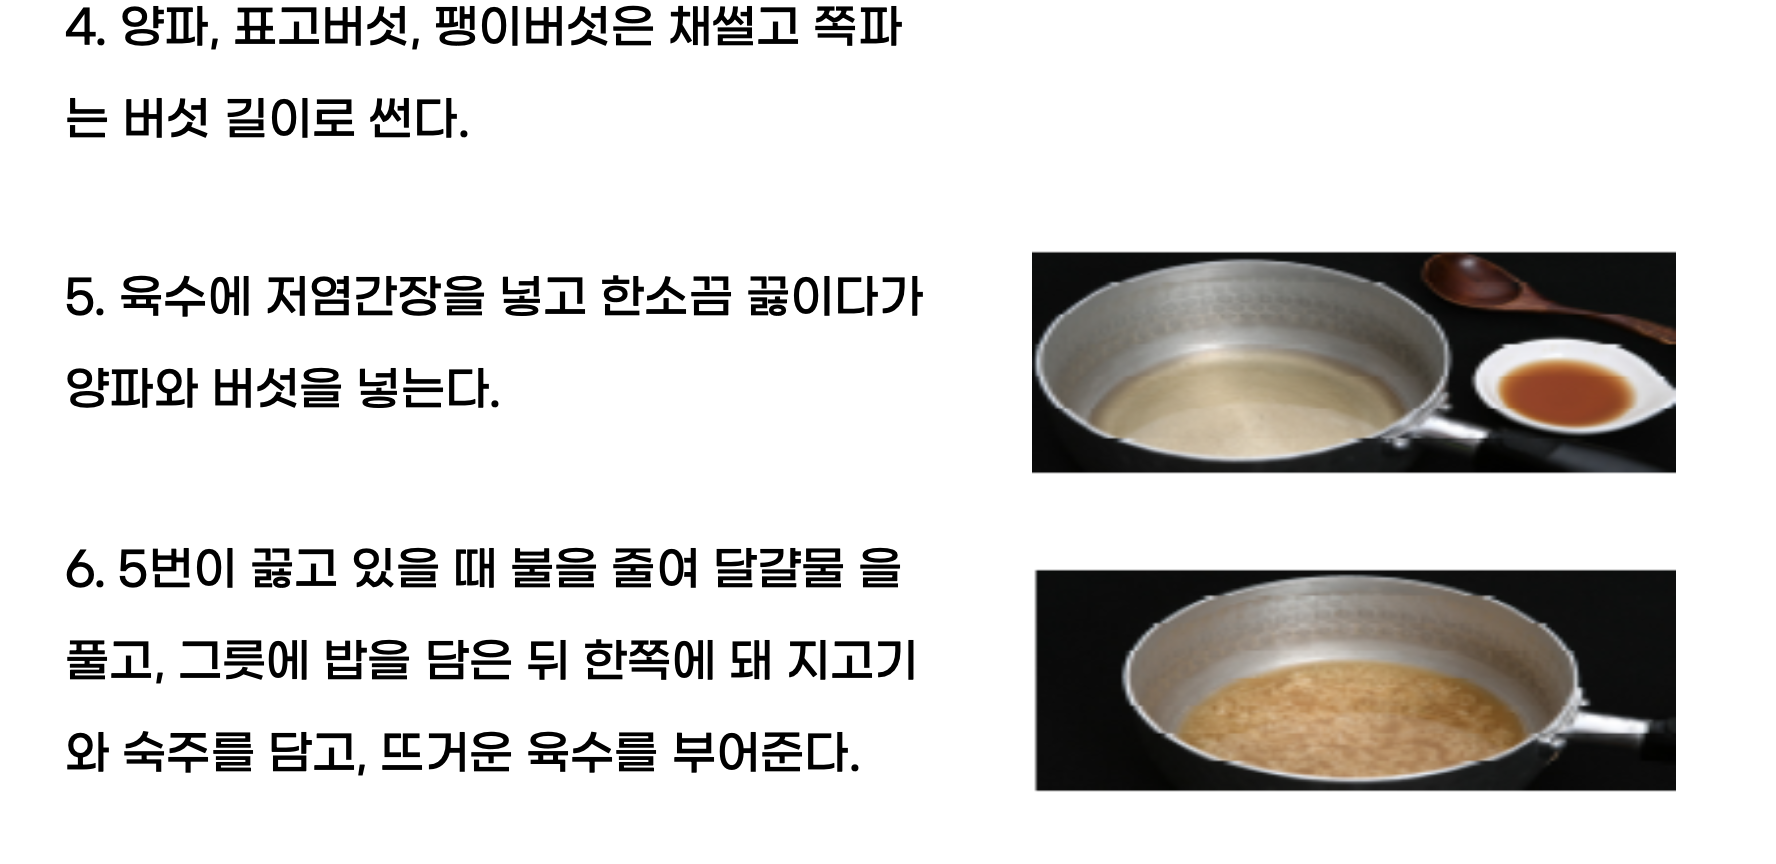 4. 양파, 표고버섯, 팽이버섯은 채썰고 쪽파
는 버섯 길이로 썬다.
5. 육수에 저염간장을 넣고 한소끔 끓이다가
양파와 버섯을 넣는다.
6. 5번이 끓고 있을 때 불을 줄여 달걀물 을
풀고, 그릇에 밥을 담은 뒤 한쪽에 돼 지고기
와 숙주를 담고, 뜨거운 육수를 부어준다.